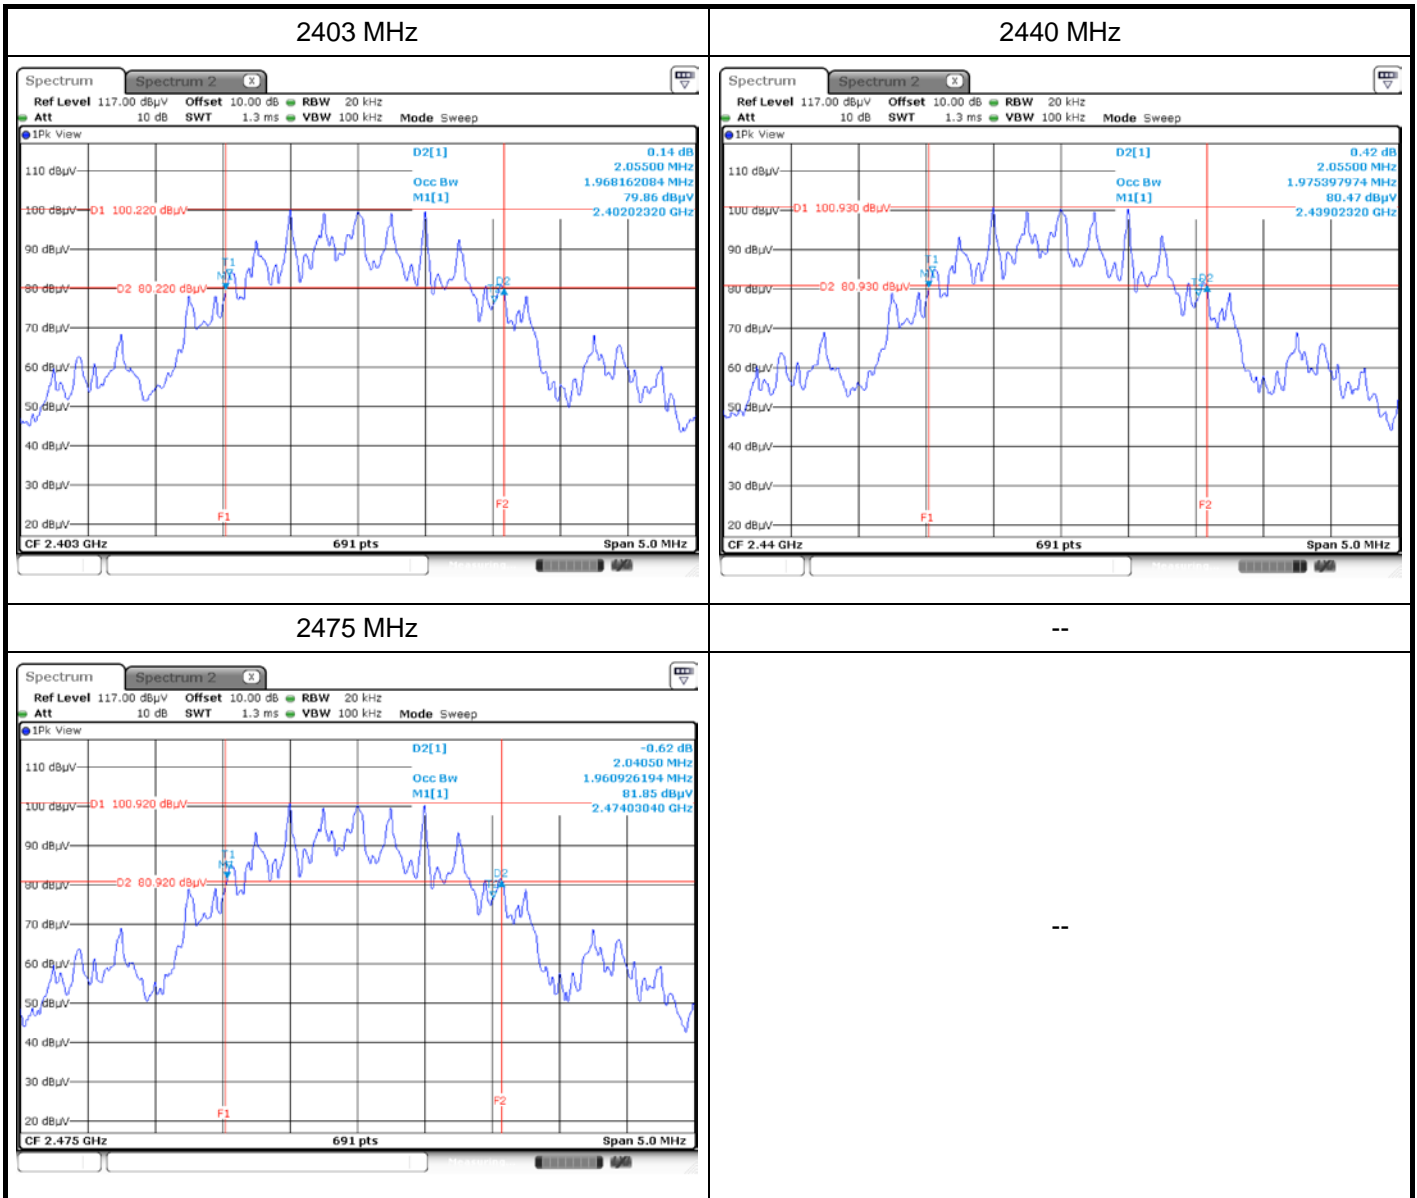 2403 MHz
2440 MHz
Spectrum
Spectrum 2
X
Ref Level 117.00 dBµV Offset 10.00 dB RBW 20 kHz
Att 10 dB SWT 1.3 ms VBW 100 kHz Mode Sweep
1Pk View
D2[1] 0.14 dB
2.05500 MHz
Occ Bw 1.968162084 MHz
M1[1] 79.86 dBµV
2.40202320 GHz
110 dBµV
100 dBµV
D1 100.220 dBµV
90 dBµV
T1
80 dBµV
D2 80.220 dBµV
D2
70 dBµV
60 dBµV
50 dBµV
40 dBµV
30 dBµV
20 dBµV
F1
F2
CF 2.403 GHz 691 pts Span 5.0 MHz
Measuring...
Spectrum
Spectrum 2
X
Ref Level 117.00 dBµV Offset 10.00 dB RBW 20 kHz
Att 10 dB SWT 1.3 ms VBW 100 kHz Mode Sweep
1Pk View
D2[1] 0.42 dB
2.05500 MHz
Occ Bw 1.975397974 MHz
M1[1] 80.47 dBµV
2.43902320 GHz
110 dBµV
100 dBµV
D1 100.930 dBµV
90 dBµV
T1
80 dBµV
D2 80.930 dBµV
D2
70 dBµV
60 dBµV
50 dBµV
40 dBµV
30 dBµV
20 dBµV
F1
F2
CF 2.44 GHz 691 pts Span 5.0 MHz
Measuring...
2475 MHz
--
Spectrum
Spectrum 2
X
Ref Level 117.00 dBµV Offset 10.00 dB RBW 20 kHz
Att 10 dB SWT 1.3 ms VBW 100 kHz Mode Sweep
1Pk View
D2[1] -0.62 dB
2.04050 MHz
Occ Bw 1.960926194 MHz
M1[1] 81.85 dBµV
2.47403040 GHz
110 dBµV
100 dBµV
D1 100.920 dBµV
90 dBµV
T1
80 dBµV
D2 80.920 dBµV
D2
70 dBµV
60 dBµV
50 dBµV
40 dBµV
30 dBµV
20 dBµV
F1
F2
CF 2.475 GHz 691 pts Span 5.0 MHz
Measuring...
--